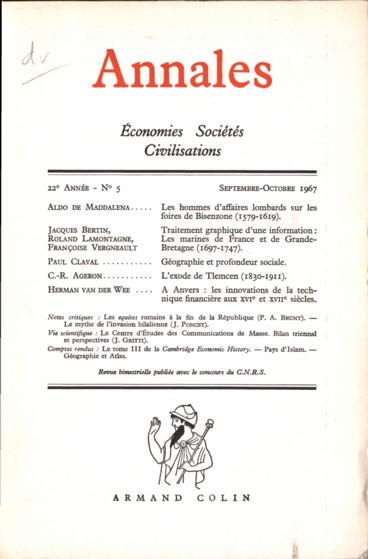 dv
Annales
Économies Sociétés
Civilisations
22e ANNÉE - No 5 SEPTEMBRE-OCTOBRE 1967
ALDO DE MADDALENA..... Les hommes d'affaires lombards sur les
foires de Bisenzone (1579-1619).
JACQUES BERTIN, Traitement graphique d'une information :
ROLAND LAMONTAGNE, Les marines de France et de Grande-
FRANÇOISE VERGNEAULT Bretagne (1697-1747).
PAUL CLAVAL .......... Géographie et profondeur sociale.
C.-R. AGERON........... L'exode de Tlemcen (1830-1911).
HERMAN VAN DER WEE .... A Anvers : les innovations de la tech-
nique financière aux XVIe et XVIIe siècles.
Notes critiques : Les equites romains à la fin de la République (P. A. BRUNT). —
Le mythe de l'invasion hilalienne (J. PONCET).
Vie scientifique : Le Centre d'Études des Communications de Masse. Bilan triennal
et perspectives (J. GRITTI).
Comptes rendus : Le tome III de la Cambridge Economic History. — Pays d'Islam. —
Géographie et Atlas.
Revue bimestrielle publiée avec le concours du C.N.R.S.
ARMAND COLIN